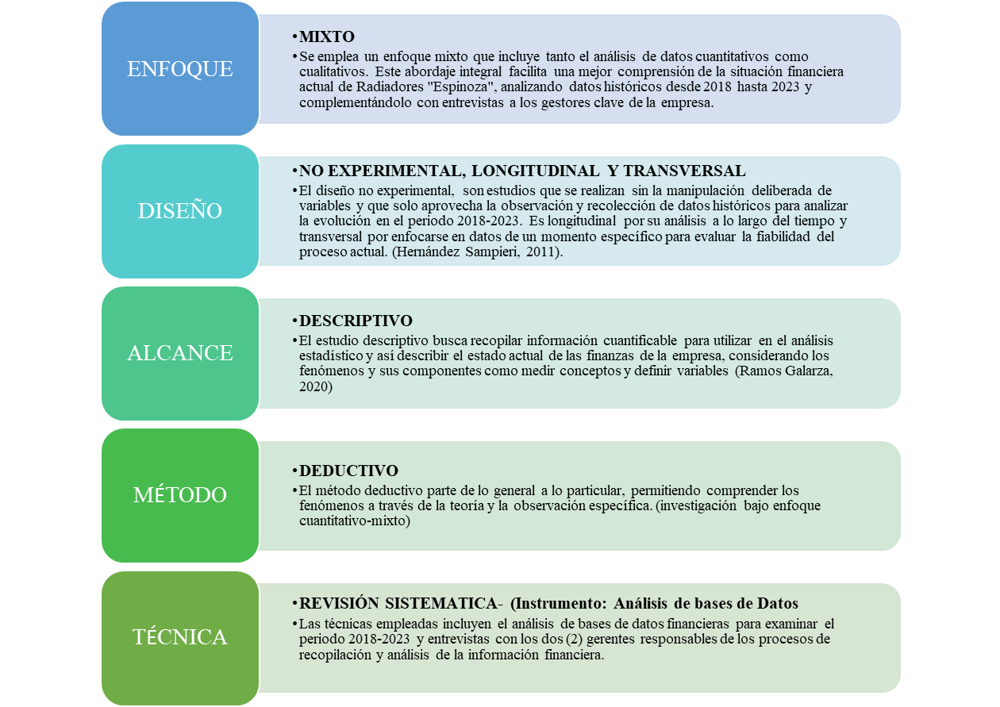 ENFOQUE
•MIXTO
•Se emplea un enfoque mixto que incluye tanto el análisis de datos cuantitativos como
cualitativos. Este abordaje integral facilita una mejor comprensión de la situación financiera
actual de Radiadores "Espinoza", analizando datos históricos desde 2018 hasta 2023 y
complementándolo con entrevistas a los gestores clave de la empresa.
DISEÑO
•NO EXPERIMENTAL, LONGITUDINAL Y TRANSVERSAL
•El diseño no experimental, son estudios que se realizan sin la manipulación deliberada de
variables y que solo aprovecha la observación y recolección de datos históricos para analizar
la evolución en el periodo 2018-2023. Es longitudinal por su análisis a lo largo del tiempo y
transversal por enfocarse en datos de un momento específico para evaluar la fiabilidad del
proceso actual. (Hernández Sampieri, 2011).
ALCANCE
•DESCRIPTIVO
•El estudio descriptivo busca recopilar información cuantificable para utilizar en el análisis
estadístico y así describir el estado actual de las finanzas de la empresa, considerando los
fenómenos y sus componentes como medir conceptos y definir variables (Ramos Galarza,
2020)
MÉTODO
•DEDUCTIVO
•El método deductivo parte de lo general a lo particular, permitiendo comprender los
fenómenos a través de la teoría y la observación específica. (investigación bajo enfoque
cuantitativo-mixto)
TÉCNICA
•REVISIÓN SISTEMATICA- (Instrumento: Análisis de bases de Datos
•Las técnicas empleadas incluyen el análisis de bases de datos financieras para examinar el
periodo 2018-2023 y entrevistas con los dos (2) gerentes responsables de los procesos de
recopilación y análisis de la información financiera.